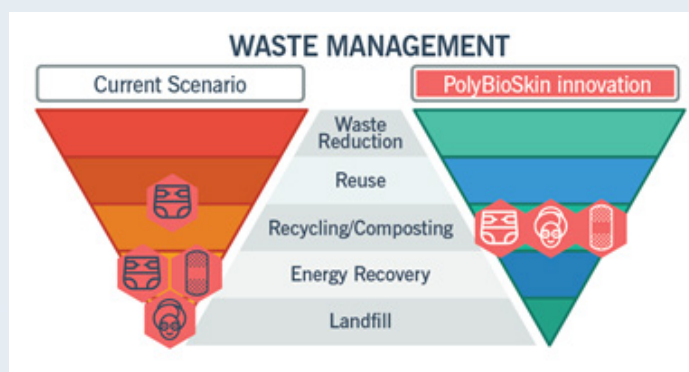 WASTE MANAGEMENT
Current Scenario
PolyBioSkin innovation
Waste
Reduction
Reuse
Recycling/Composting
Energy Recovery
Landfill